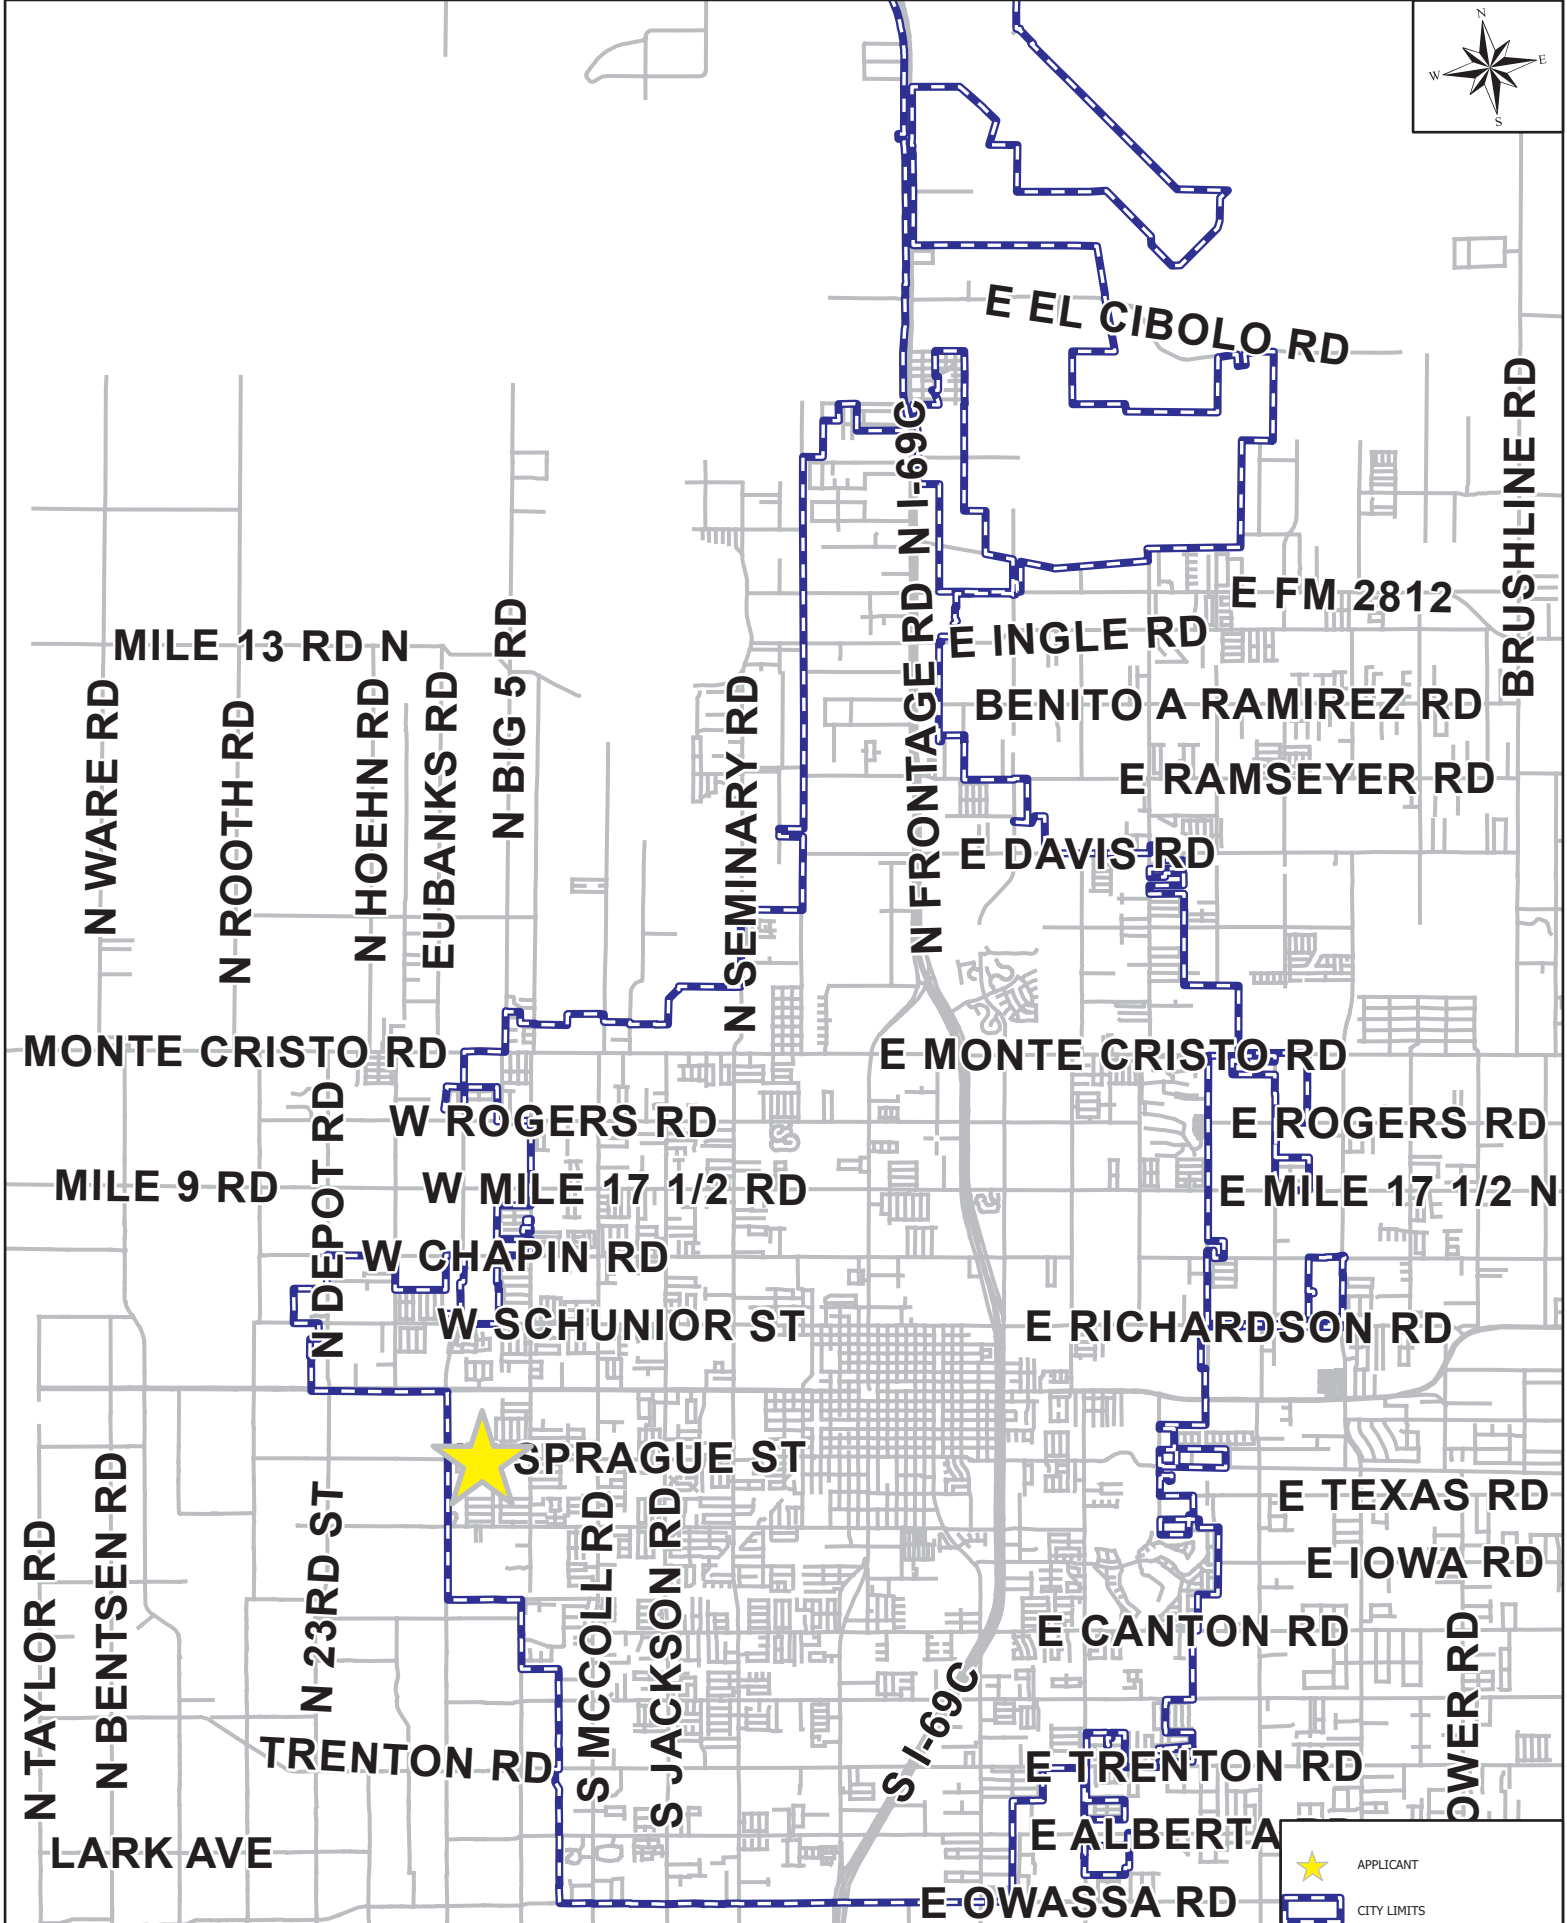 N
W
E
S
E EL CIBOLO RD
N I-69C
BRUSHLINE RD
E FM 2812
E INGLE RD
MILE 13 RD N
N BIG 5 RD
N WARE RD
N ROOTH RD
N HOEHN RD
EUBANKS RD
N SEMINARY RD
N FRONTAGE RD
BENITO A RAMIREZ RD
E RAMSEYER RD
E DAVIS RD
MONTE CRISTO RD
E MONTE CRISTO RD
N DEPOT RD
W ROGERS RD
E ROGERS RD
MILE 9 RD
W MILE 17 1/2 RD
E MILE 17 1/2 N
W CHAPIN RD
W SCHUNIOR ST
E RICHARDSON RD
SPRAGUE ST
E TEXAS RD
N TAYLOR RD
N BENTSEN RD
N 23RD ST
S MCCOLL RD
S JACKSON RD
E IOWA RD
E CANTON RD
S I-69C
OWER RD
TRENTON RD
E TRENTON RD
E ALBERTA
LARK AVE
E OWASSA RD
APPLICANT
CITY LIMITS